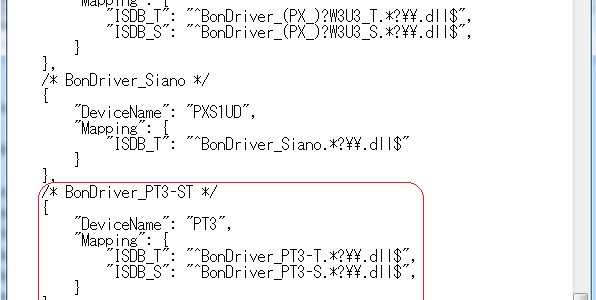 "Mapping": {
"ISDB_T": "^BonDriver_(PX_)?W3U3_T.*?¥¥.dll$",
"ISDB_S": "^BonDriver_(PX_)?W3U3_S.*?¥¥.dll$",
}
},
/* BonDriver_Siano */
{
"DeviceName": "PXS1UD",
"Mapping": {
"ISDB_T": "^BonDriver_Siano.*?¥¥.dll$"
}
},
/* BonDriver_PT3-ST */
{
"DeviceName": "PT3",
"Mapping": {
"ISDB_T": "^BonDriver_PT3-T.*?¥¥.dll$",
"ISDB_S": "^BonDriver_PT3-S.*?¥¥.dll$",
}